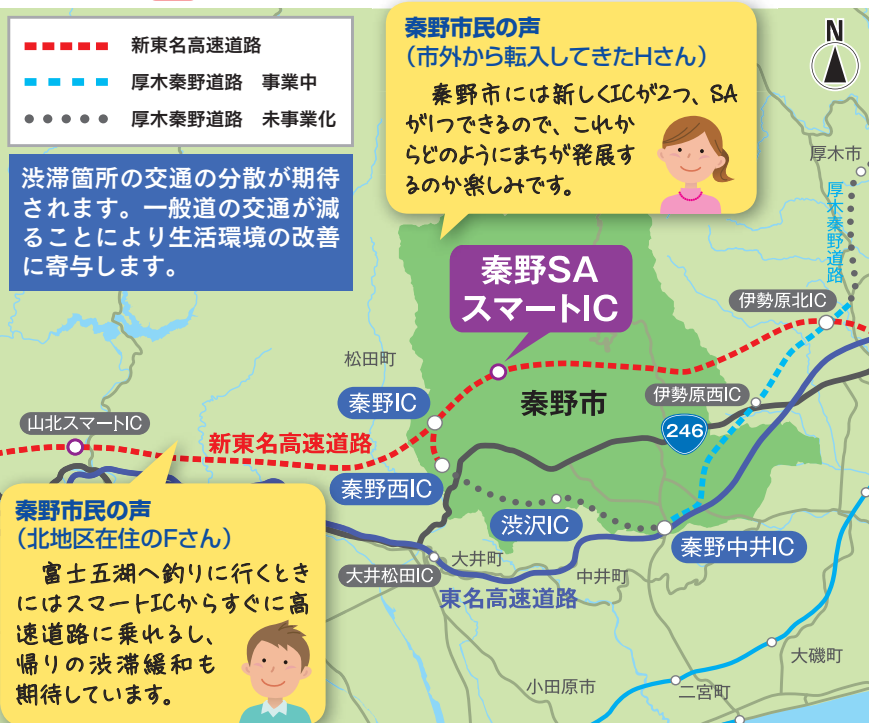 新東名高速道路
厚木秦野道路 事業中
厚木秦野道路 未事業化
渋滞箇所の交通の分散が期待
されます。一般道の交通が減
ることにより生活環境の改善
に寄与します。
秦野市民の声
(市外から転入してきたHさん)
秦野市には新しくICが2つ、SA
が1つできるので、これか
らどのようにまちが発展す
るのか楽しみです。
N
厚木市
厚木秦野道路
秦野SA
スマートIC
伊勢原北IC
松田町
秦野IC
秦野市
伊勢原西IC
246
山北スマートIC
新東名高速道路
秦野西IC
渋沢IC
秦野中井IC
秦野市民の声
(北地区在住のFさん)
富士五湖へ釣りに行くとき
にはスマートICからすぐに高
速道路に乗れるし、
帰りの渋滞緩和も
期待しています。
大井松田IC
大井町
中井町
東名高速道路
小田原市
二宮町
大磯町